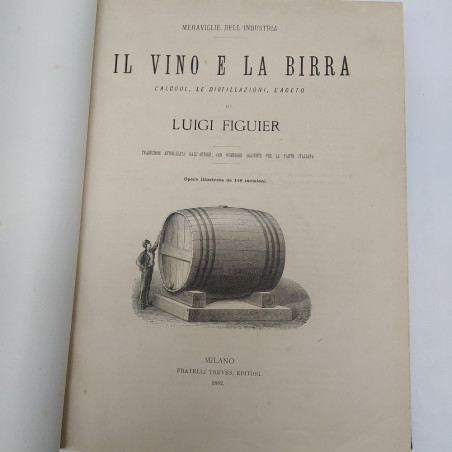 MERAVIGLIE DELL'INDUSTRIA
IL VINO E LA BIRRA
L'ALCOOL, LE DISTILLAZIONI, L'ACETO
DI
LUIGI FIGUIER
TRADUZIONE AUTORIZZATA DALL'AUTORE, CON NUMEROSE AGGIUNTE PER LA PARTE ITALIANA
Opera illustrata da 140 incisioni.
MILANO
FRATELLI TREVES, EDITORI.
1882.